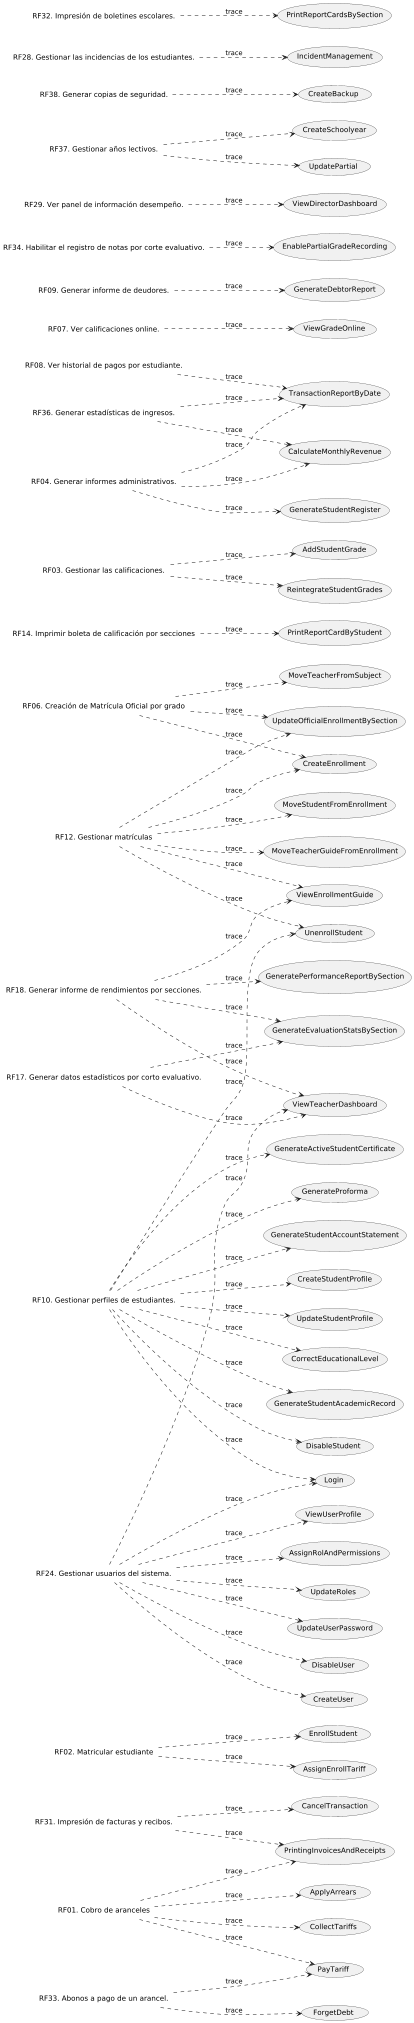 RF32. Impresión de boletines escolares.
trace
PrintReportCardsBySection
RF28. Gestionar las incidencias de los estudiantes.
trace
IncidentManagement
RF38. Generar copias de seguridad.
trace
CreateBackup
RF37. Gestionar años lectivos.
trace
CreateSchoolyear
trace
UpdatePartial
RF29. Ver panel de información desempeño.
trace
ViewDirectorDashboard
RF34. Habilitar el registro de notas por corte evaluativo.
trace
EnablePartialGradeRecording
RF09. Generar informe de deudores.
trace
GenerateDebtorReport
RF07. Ver calificaciones online.
trace
ViewGradeOnline
RF08. Ver historial de pagos por estudiante.
trace
TransactionReportByDate
RF36. Generar estadísticas de ingresos.
trace
trace
CalculateMonthlyRevenue
RF04. Generar informes administrativos.
trace
trace
trace
GenerateStudentRegister
RF03. Gestionar las calificaciones.
trace
AddStudentGrade
trace
ReintegrateStudentGrades
RF14. Imprimir boleta de calificación por secciones
trace
PrintReportCardByStudent
RF06. Creación de Matrícula Oficial por grado
trace
MoveTeacherFromSubject
trace
UpdateOfficialEnrollmentBySection
trace
CreateEnrollment
RF12. Gestionar matrículas
trace
trace
trace
MoveStudentFromEnrollment
trace
MoveTeacherGuideFromEnrollment
trace
ViewEnrollmentGuide
trace
UnenrollStudent
RF18. Generar informe de rendimientos por secciones.
trace
trace
GeneratePerformanceReportBySection
trace
GenerateEvaluationStatsBySection
trace
RF17. Generar datos estadísticos por corto evaluativo.
trace
trace
ViewTeacherDashboard
RF10. Gestionar perfiles de estudiantes.
trace
trace
GenerateActiveStudentCertificate
trace
GenerateProforma
trace
GenerateStudentAccountStatement
trace
CreateStudentProfile
trace
UpdateStudentProfile
trace
CorrectEducationalLevel
trace
GenerateStudentAcademicRecord
trace
DisableStudent
trace
Login
RF24. Gestionar usuarios del sistema.
trace
trace
trace
ViewUserProfile
trace
AssignRolAndPermissions
trace
UpdateRoles
trace
UpdateUserPassword
trace
DisableUser
trace
CreateUser
RF02. Matricular estudiante
trace
EnrollStudent
trace
AssignEnrollTariff
RF31. Impresión de facturas y recibos.
trace
CancelTransaction
trace
PrintingInvoicesAndReceipts
RF01. Cobro de aranceles
trace
trace
ApplyArrears
trace
CollectTariffs
trace
PayTariff
RF33. Abonos a pago de un arancel.
trace
trace
ForgetDebt